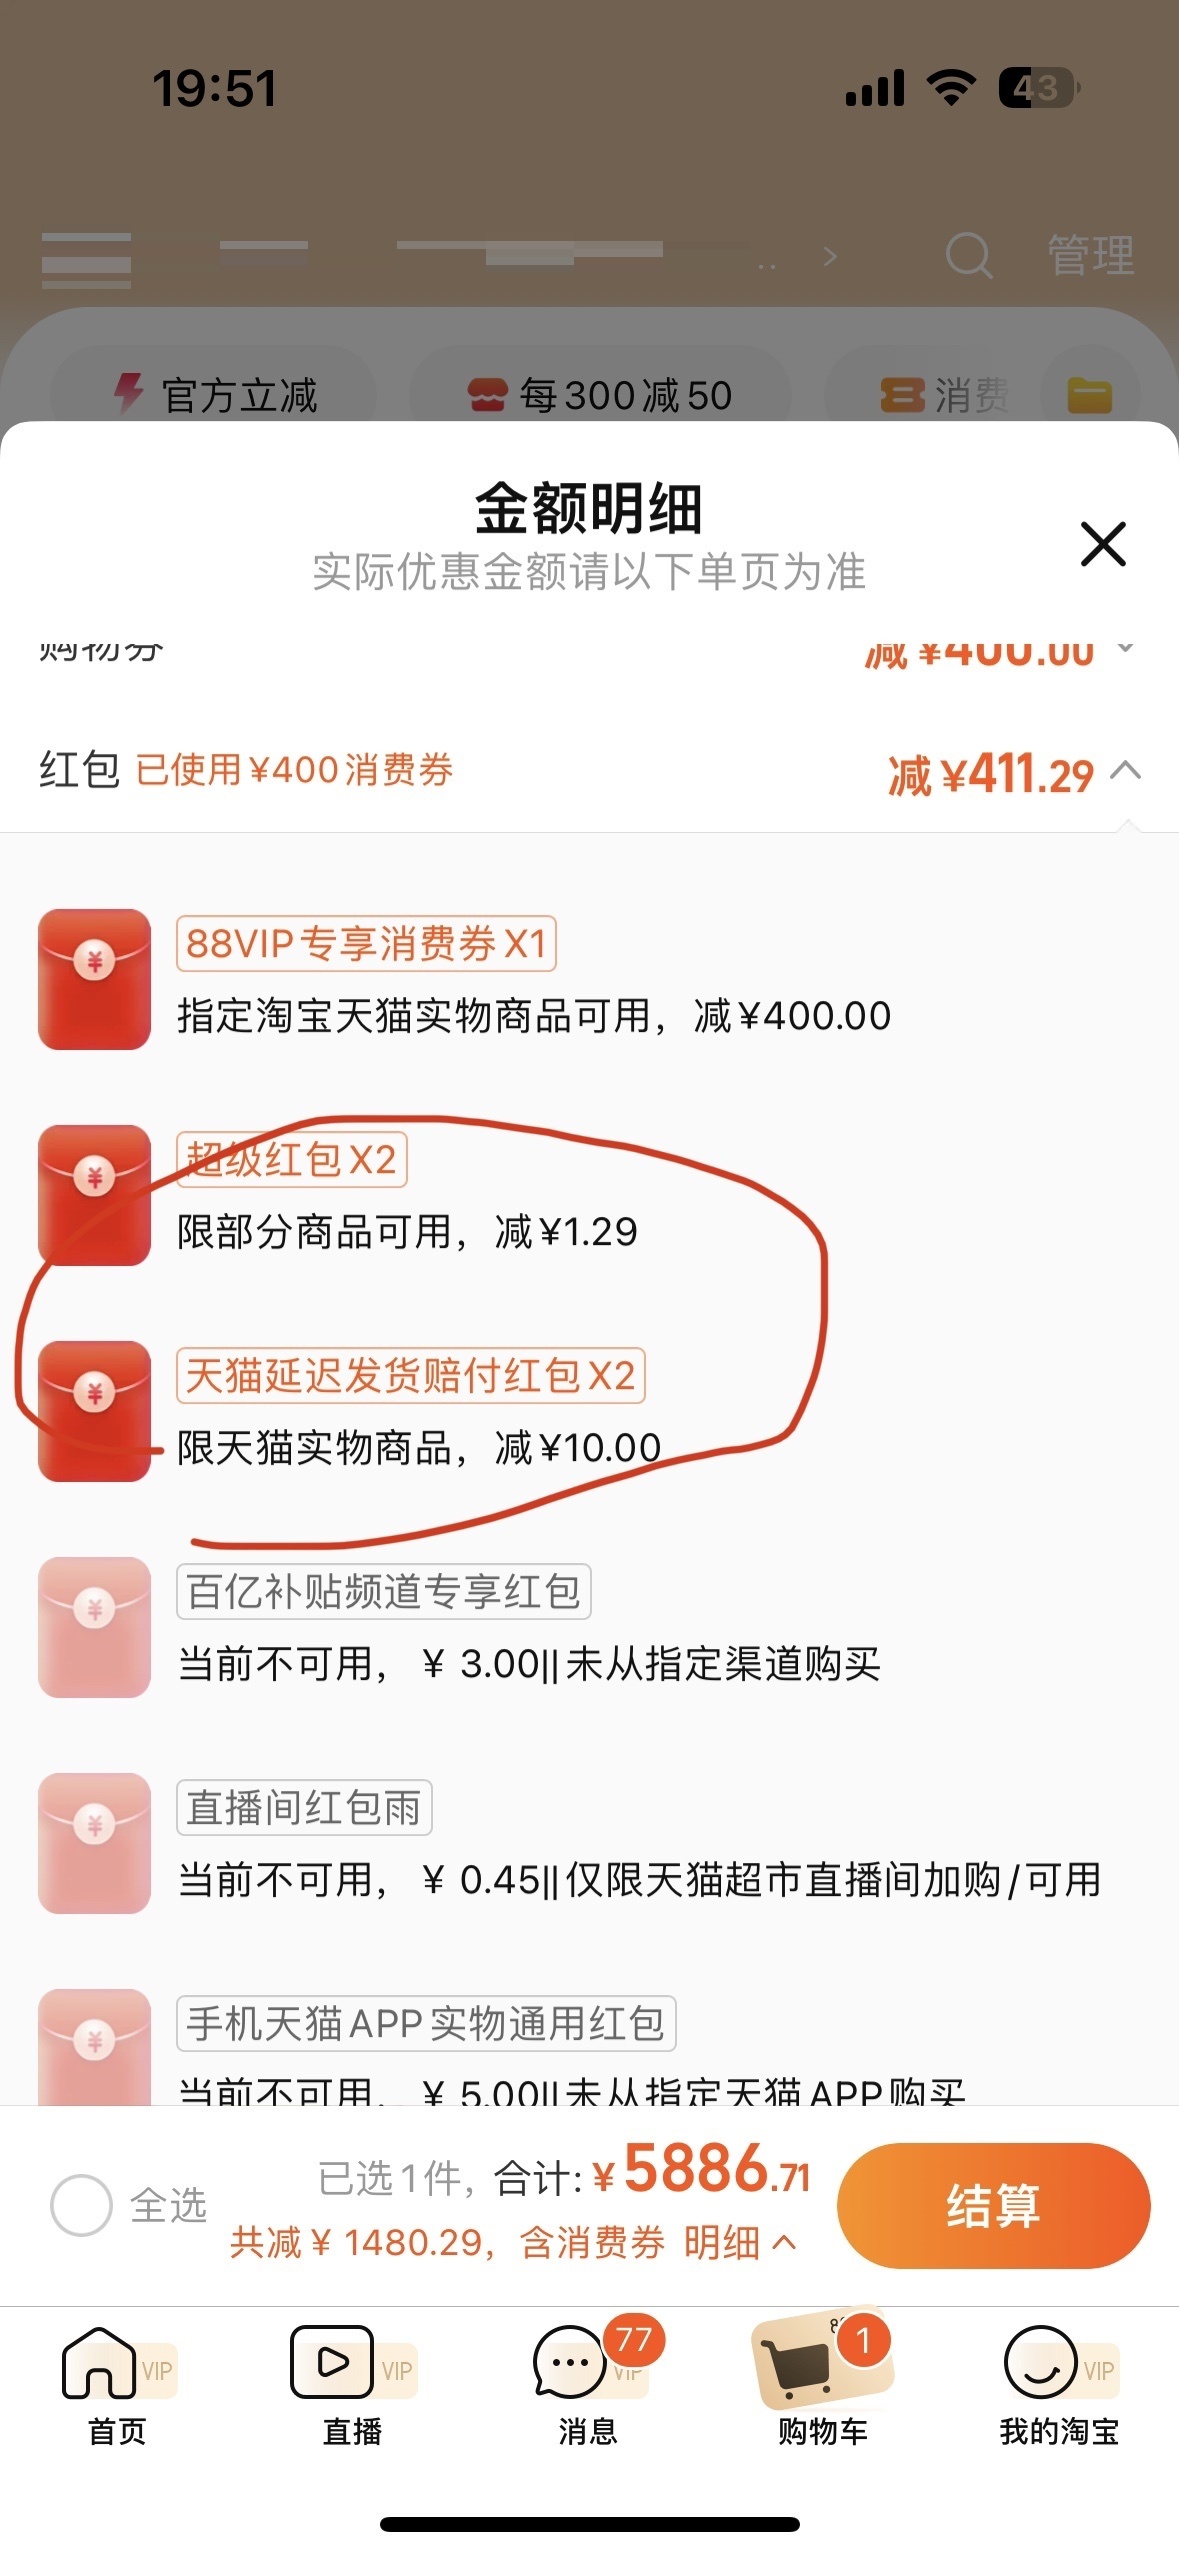 19:51
43
.. >
管理
官方立减
每300减50
消费
金额明细
实际优惠金额请以下单页为准
购物券
减¥400.00
红包 已使用¥400消费券
减¥411.29
88VIP专享消费券X1
指定淘宝天猫实物商品可用，减¥400.00
超级红包X2
限部分商品可用，减¥1.29
天猫延迟发货赔付红包X2
限天猫实物商品，减¥10.00
百亿补贴频道专享红包
当前不可用，¥ 3.00||未从指定渠道购买
直播间红包雨
当前不可用，¥ 0.45||仅限天猫超市直播间加购/可用
手机天猫APP实物通用红包
当前不可用，¥ 5.00||未从指定天猫APP购买
全选
已选1件，合计:¥5886.71
共减¥ 1480.29，含消费券 明细
结算
VIP
VIP
77
VIP
1
VIP
首页
直播
消息
购物车
我的淘宝